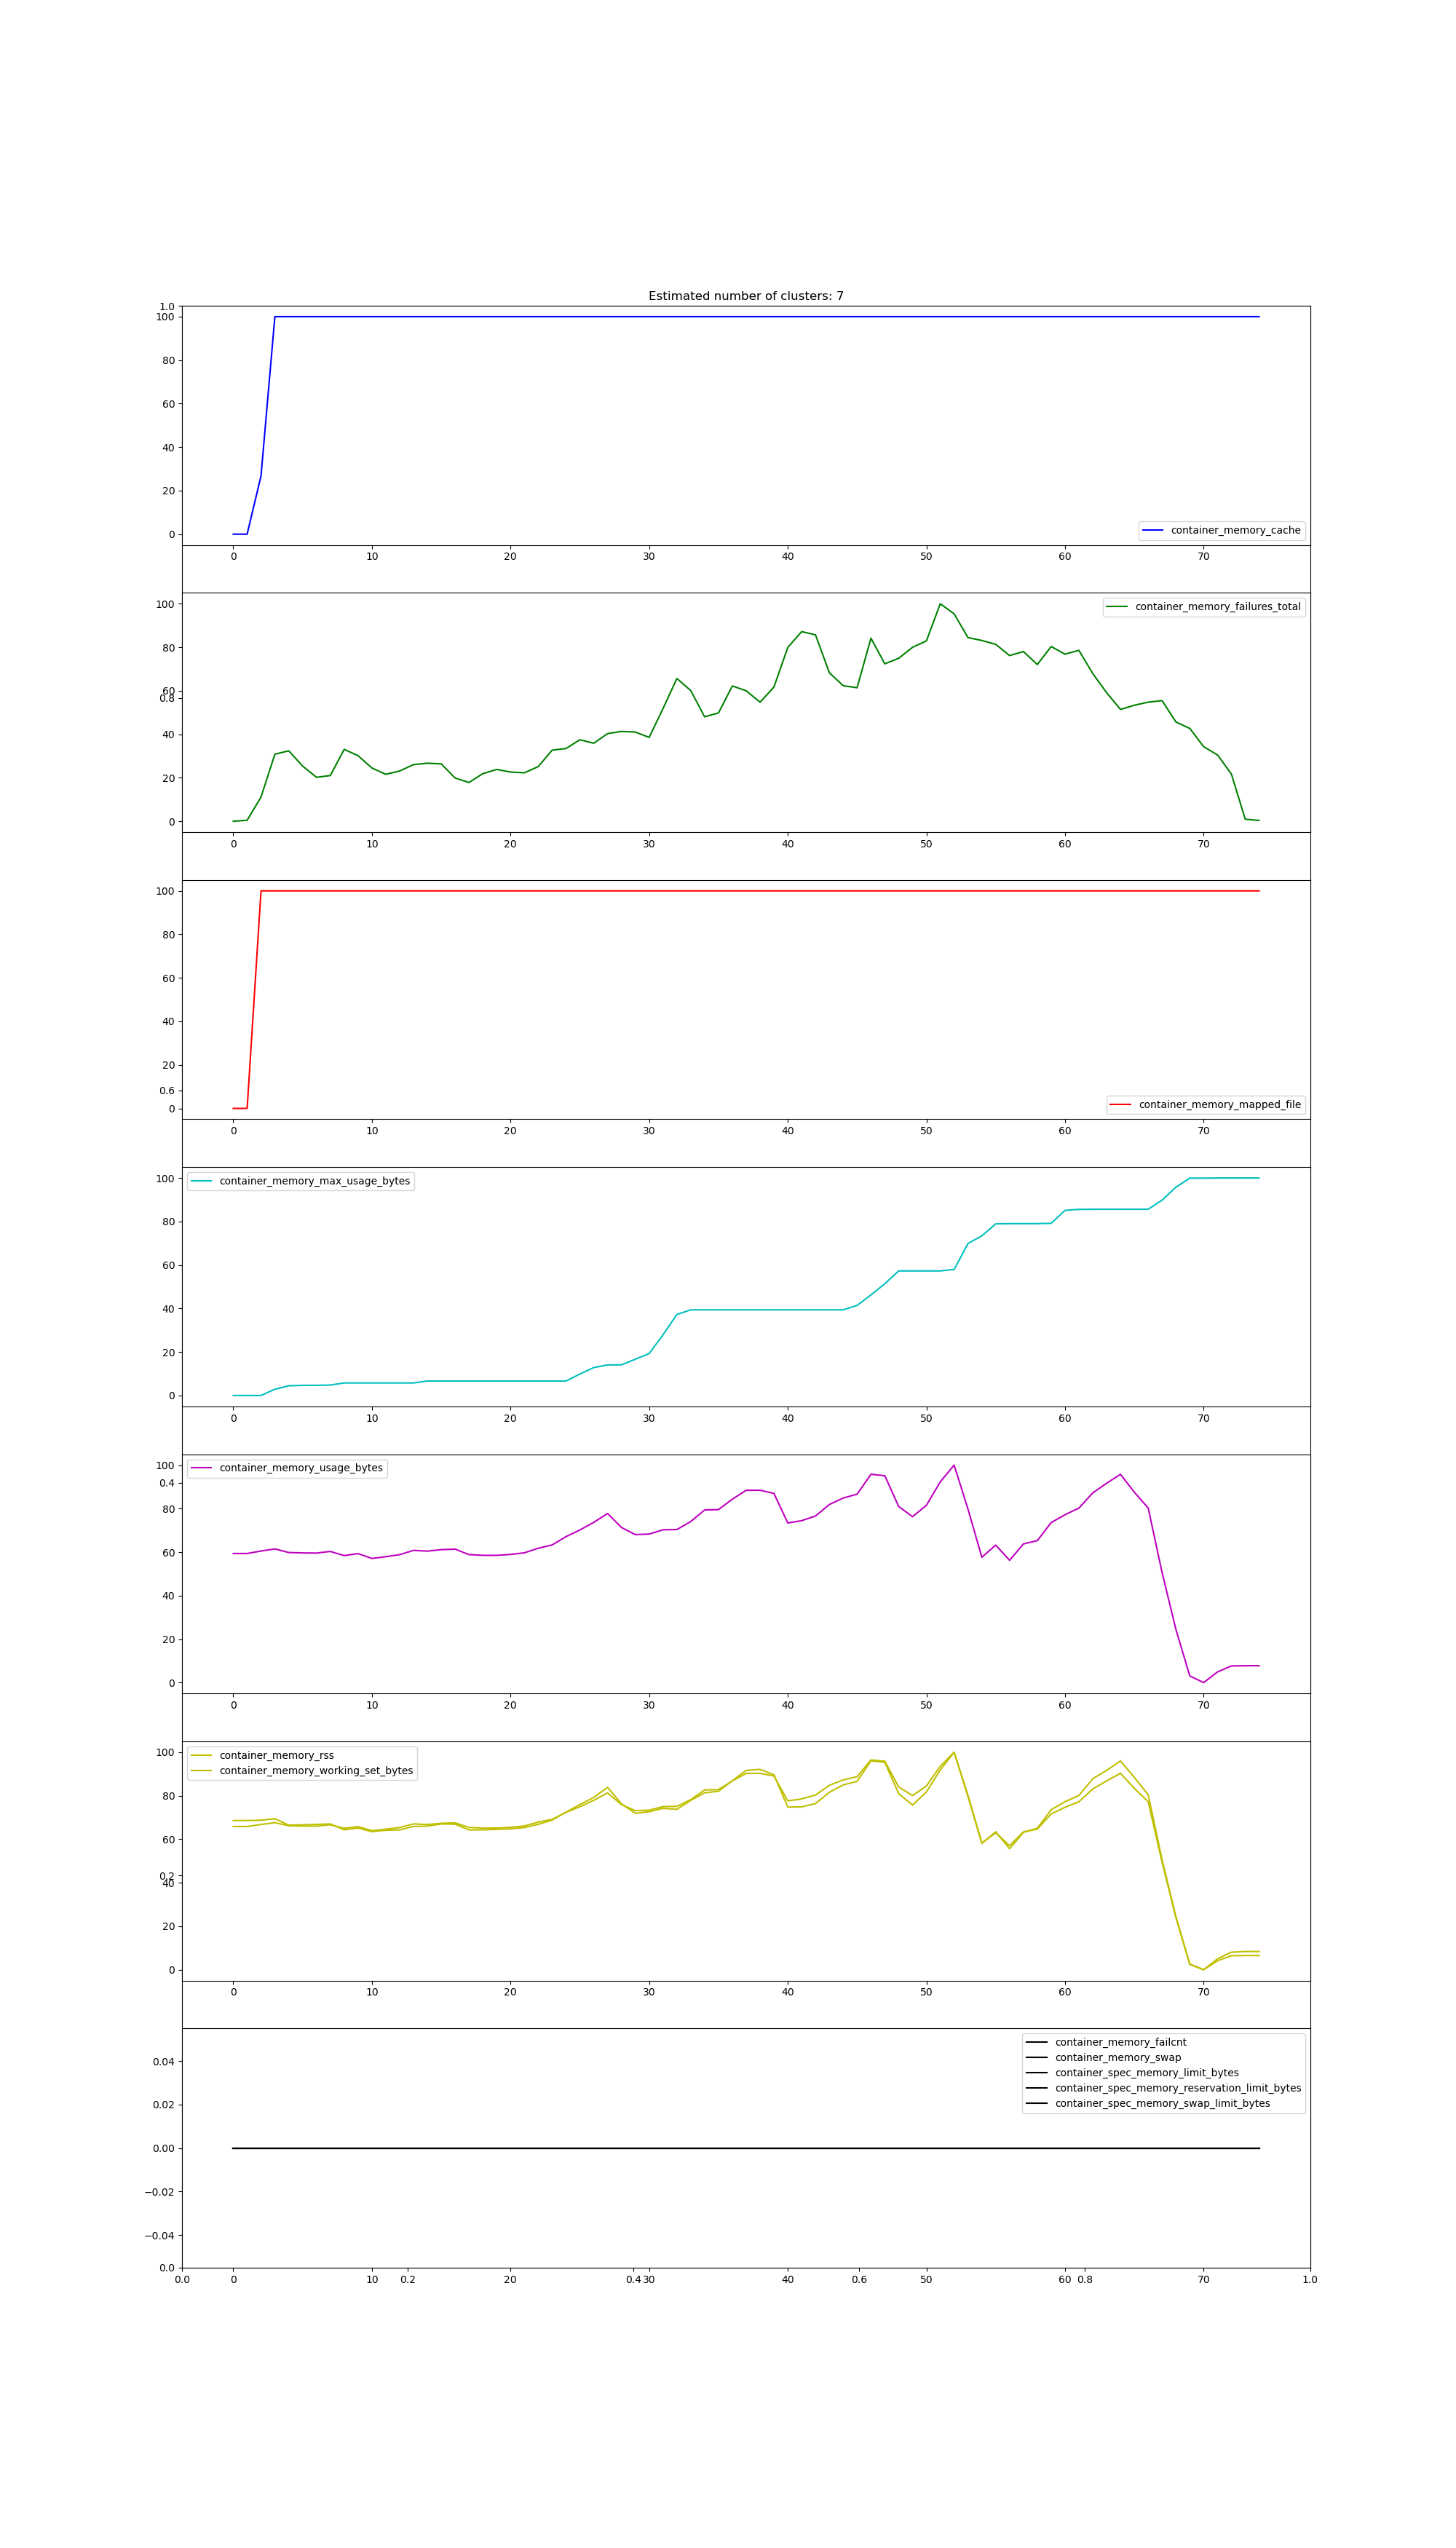 Estimated number of clusters: 7
1.0
100
80
60
40
20
0
container_memory_cache
0 10 20 30 40 50 60 70
100
80
60
0.8
40
20
0
container_memory_failures_total
0 10 20 30 40 50 60 70
100
80
60
40
20
0.6
0
container_memory_mapped_file
0 10 20 30 40 50 60 70
100
80
60
40
20
0
container_memory_max_usage_bytes
0 10 20 30 40 50 60 70
100
0.4
80
60
40
20
0
container_memory_usage_bytes
0 10 20 30 40 50 60 70
100
80
60
0.2
40
20
0
container_memory_rss
container_memory_working_set_bytes
0 10 20 30 40 50 60 70
0.04
0.02
0.00
−0.02
−0.04
0.0
container_memory_failcnt
container_memory_swap
container_spec_memory_limit_bytes
container_spec_memory_reservation_limit_bytes
container_spec_memory_swap_limit_bytes
0.0 0 10 0.2 20 0.4 30 40 0.6 50 60 0.8 70 1.0